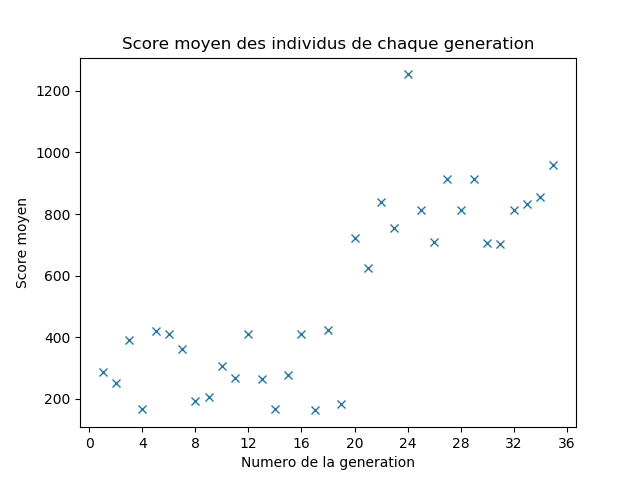 Score moyen des individus de chaque generation
Score moyen
1200
1000
800
600
400
200
0 4 8 12 16 20 24 28 32 36
Numero de la generation